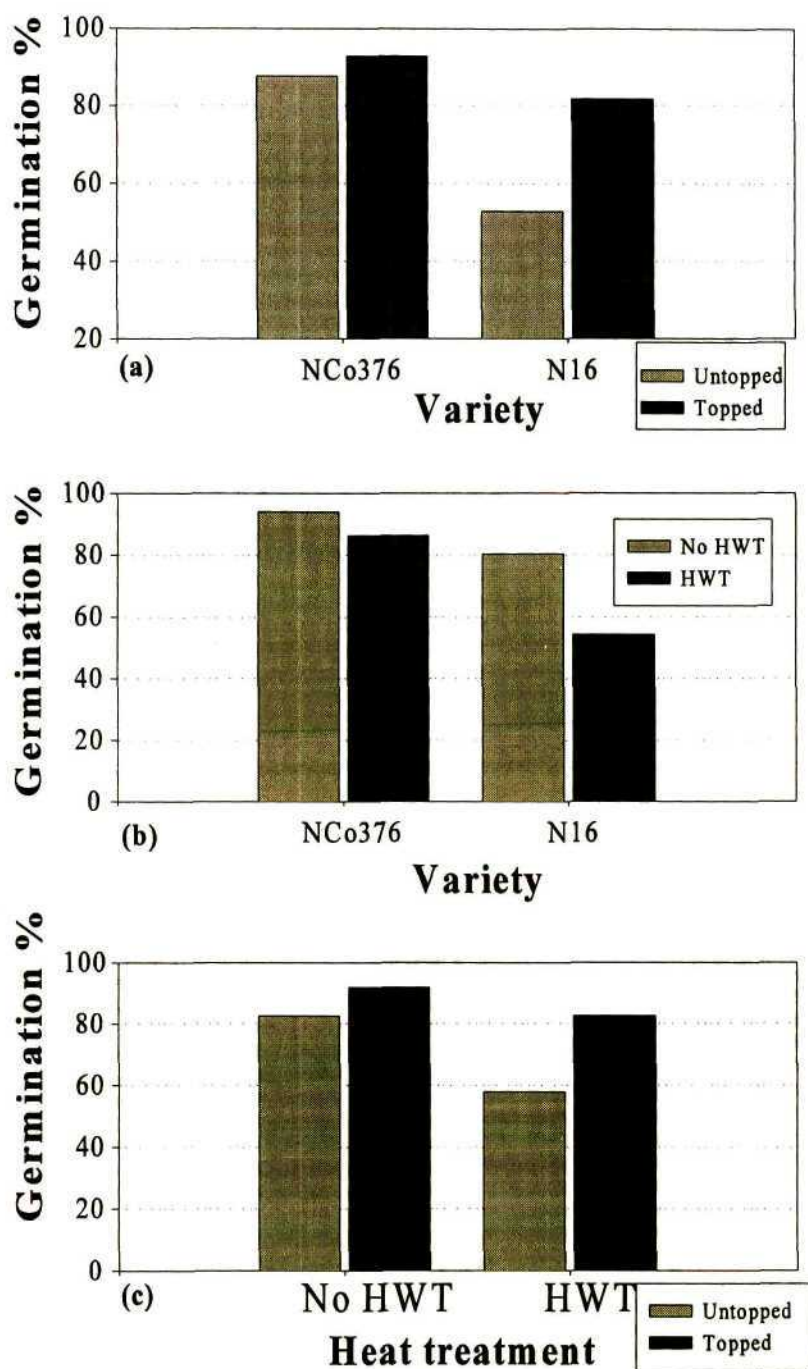 Germination %
100
80
60
40
20
(a)
NCo376 N16
Variety
Untopped
Topped
Germination %
100
80
60
40
20
0
(b)
No HWT
HWT
NCo376 N16
Variety
Germination %
100
80
60
40
20
0
(c)
No HWT HWT
Heat treatment
Untopped
Topped